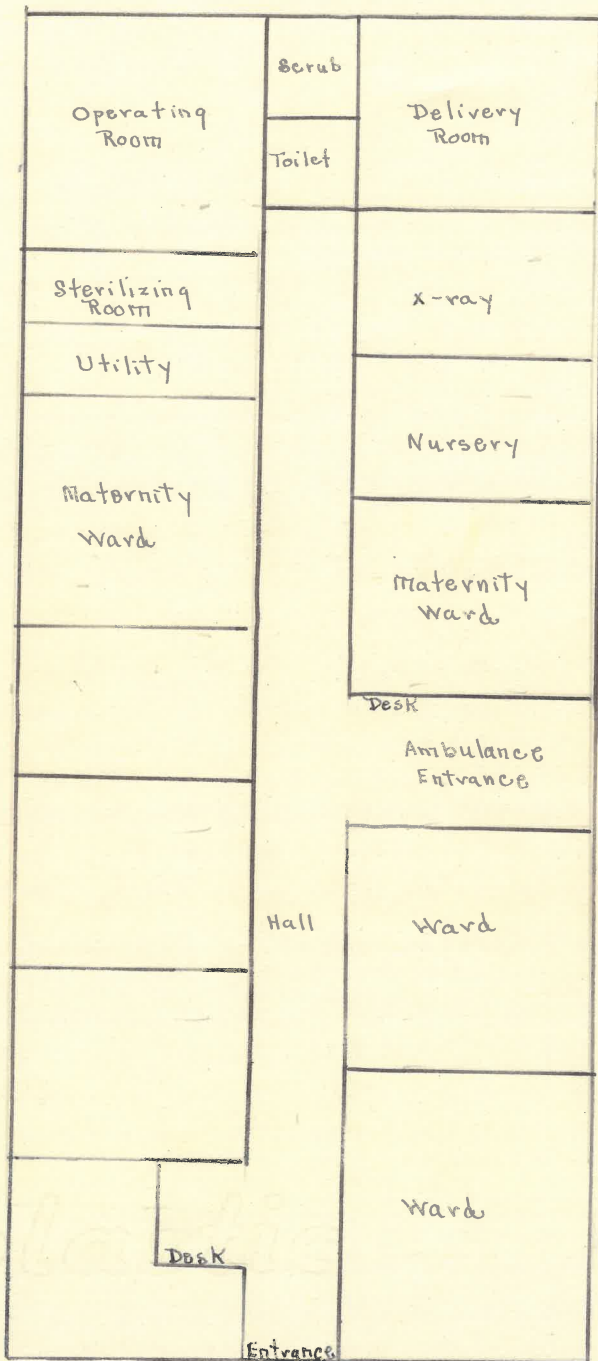 Scrub
Operating
Room
Delivery
Room
Toilet
Sterilizing
Room
X-ray
Utility
Nursery
Maternity
Ward
Maternity
Ward
Desk
Ambulance
Entrance
Hall
Ward
Ward
Desk
Entrance